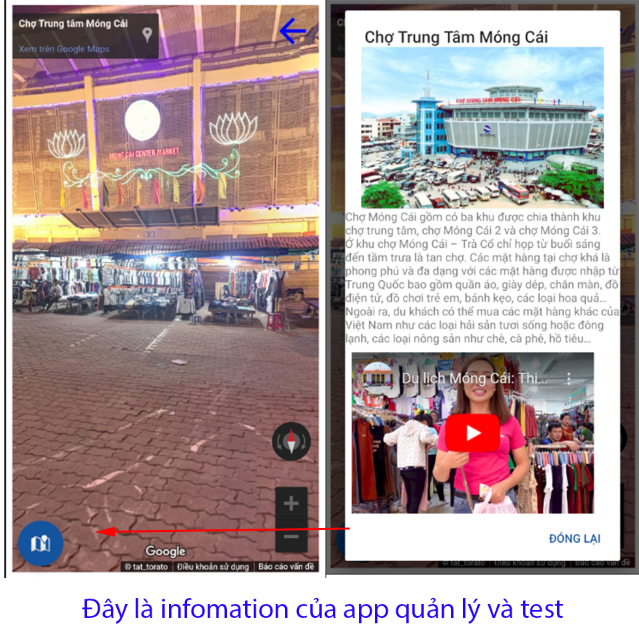 Chợ Trung tâm Móng Cái
Xem trên Google Maps
MONG CAI CENTER MARKET
Google
© tat_torato Điều khoản sử dụng Báo cáo vấn đề
Chợ Trung Tâm Móng Cái
CHỢ TRUNG TÂM MÓNG CÁI
Chợ Móng Cái gồm có ba khu được chia thành khu
chợ trung tâm, chợ Móng Cái 2 và chợ Móng Cái 3.
Ở khu chợ Móng Cái – Trà Cổ chỉ họp từ buổi sáng
đến tầm trưa là tan chợ. Các mặt hàng tại chợ khá là
phong phú và đa dạng với các mặt hàng được nhập từ
Trung Quốc bao gồm quần áo, giày dép, chăn màn, đồ
điện tử, đồ chơi trẻ em, bánh kẹo, các loại hoa quả...
Ngoài ra, du khách có thể mua các mặt hàng khác của
Việt Nam như các loại hải sản tươi sống hoặc đông
lạnh, các loại nông sản như chè, cà phê, hồ tiêu...
Du lịch Móng Cái: Thi...
ĐÓNG LẠI
© tat_torato Điều khoản sử dụng Báo cáo vấn đề
Đây là infomation của app quản lý và test